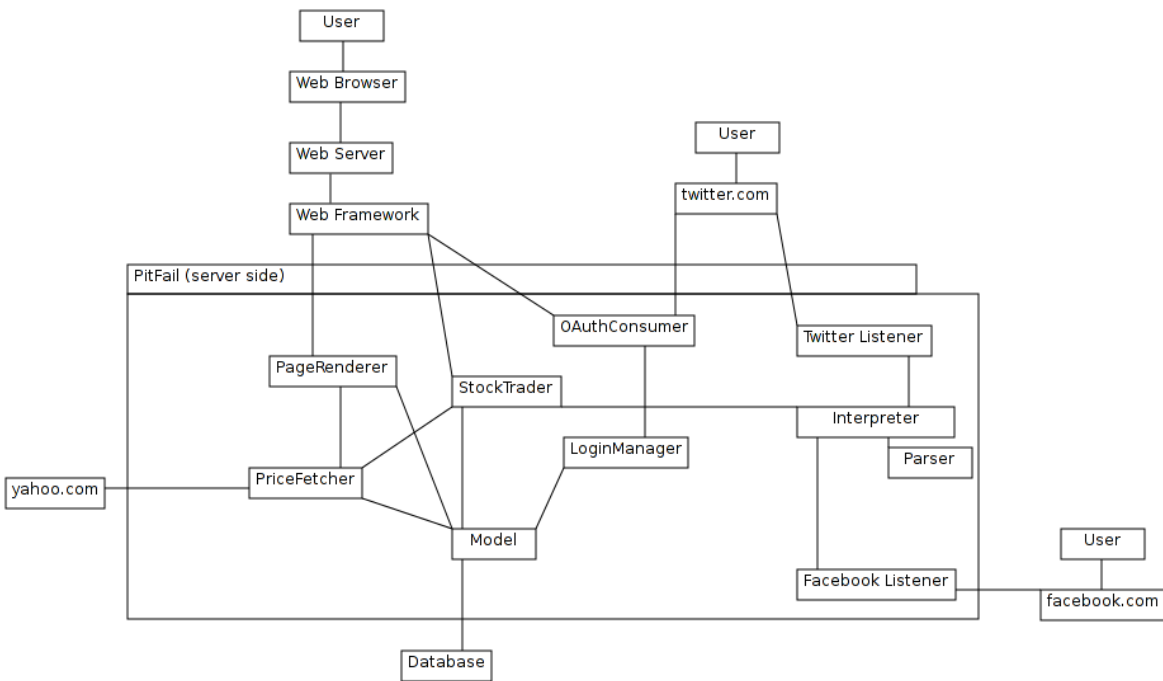 User
Web Browser
Web Server
User
twitter.com
Web Framework
PitFail (server side)
OAuthConsumer
Twitter Listener
PageRenderer
StockTrader
Interpreter
LoginManager
Parser
PriceFetcher
yahoo.com
Model
User
Facebook Listener
facebook.com
Database